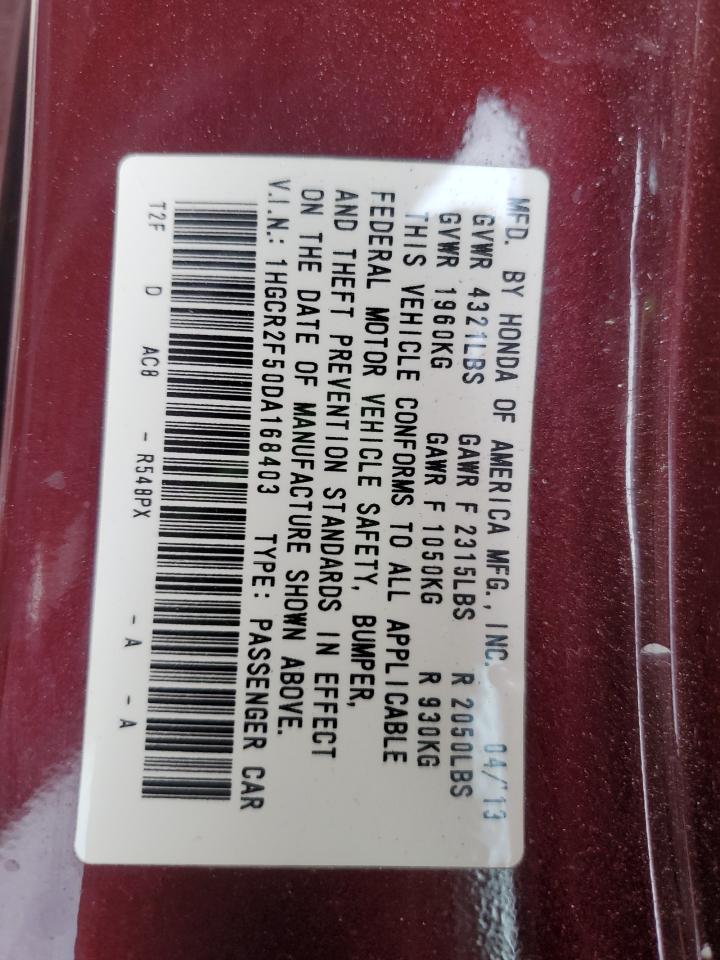 MFD. BY HONDA OF AMERICA MFG., INC. 04/13
GVWR 4321LBS GAWR F 2315LBS R 2050LBS
GVWR 1960KG GAWR F 1050KG R 930KG
THIS VEHICLE CONFORMS TO ALL APPLICABLE
FEDERAL MOTOR VEHICLE SAFETY, BUMPER,
AND THEFT PREVENTION STANDARDS IN EFFECT
ON THE DATE OF MANUFACTURE SHOWN ABOVE.
V.I.N.: 1HGCR2F50DA168403 TYPE: PASSENGER CAR
T2F D AC8 - R548PX - A - A